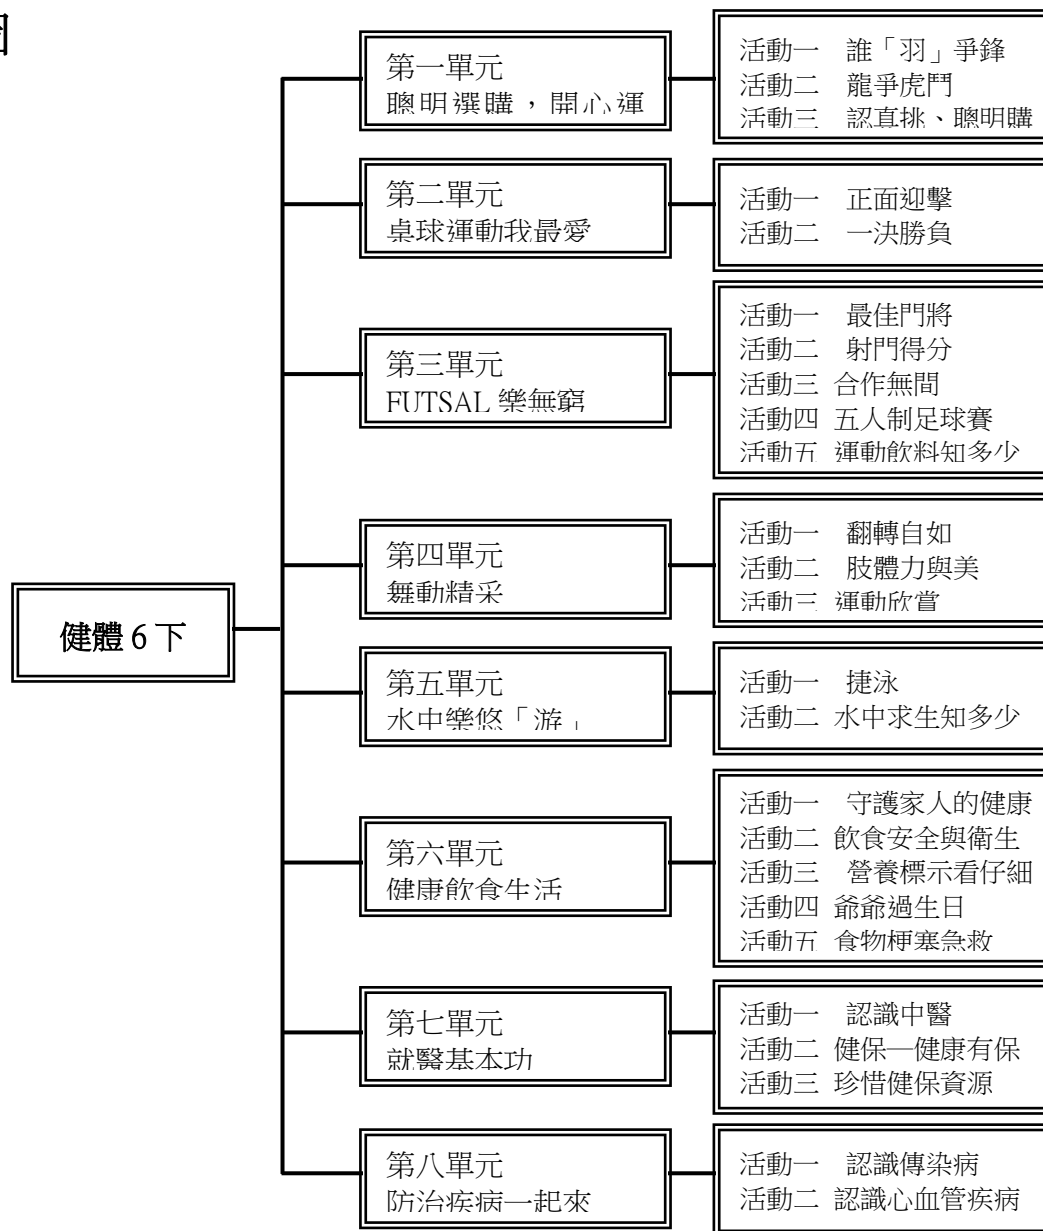 圖
第一單元
聰明選購，開心運
活動一 誰「羽」爭鋒
活動二 龍爭虎鬥
活動三 認真挑、聰明購
第二單元
桌球運動我最愛
活動一 正面迎擊
活動二 一決勝負
第三單元
FUTSAL 樂無窮
活動一 最佳門將
活動二 射門得分
活動三 合作無間
活動四 五人制足球賽
活動五 運動飲料知多少
第四單元
舞動精采
活動一 翻轉自如
活動二 肢體力與美
活動三 運動欣賞
健體 6 下
第五單元
水中樂悠「游」
活動一 捷泳
活動二 水中求生知多少
第六單元
健康飲食生活
活動一 守護家人的健康
活動二 飲食安全與衛生
活動三 營養標示看仔細
活動四 爺爺過生日
活動五 食物梗塞急救
第七單元
就醫基本功
活動一 認識中醫
活動二 健保─健康有保
活動三 珍惜健保資源
第八單元
防治疾病一起來
活動一 認識傳染病
活動二 認識心血管疾病